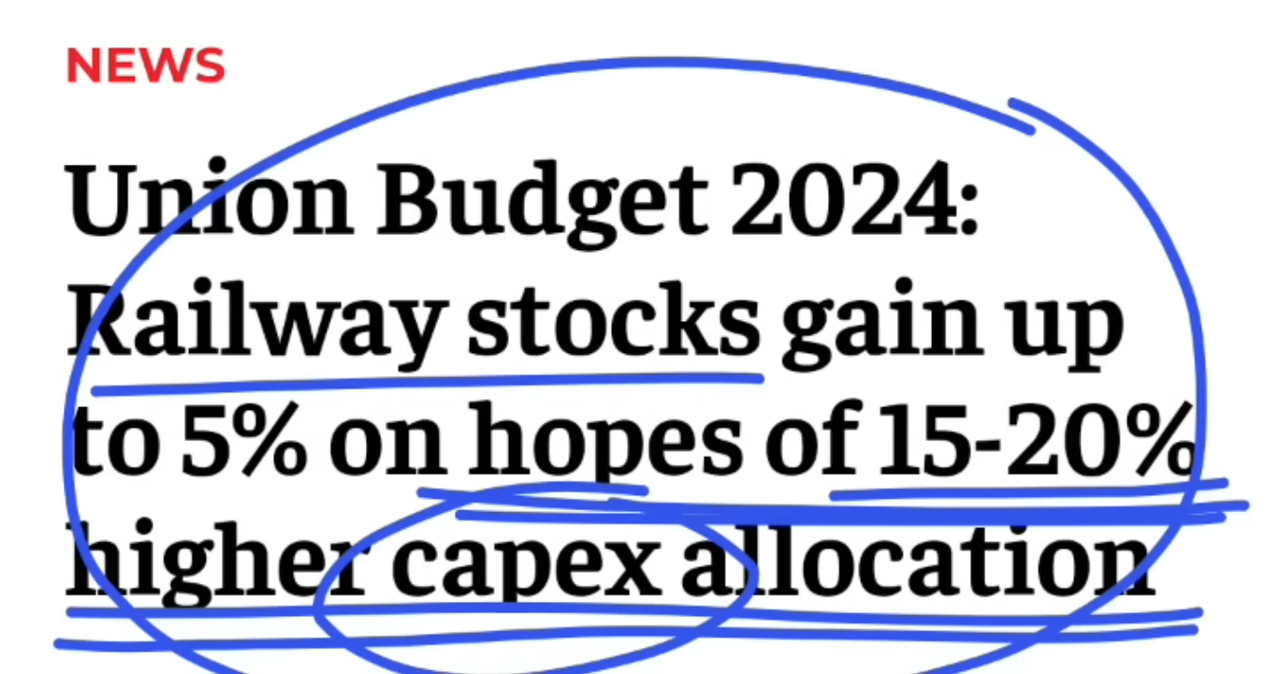 NEWS
Union Budget 2024:
Railway stocks gain up
to 5% on hopes of 15-20%
higher capex allocation